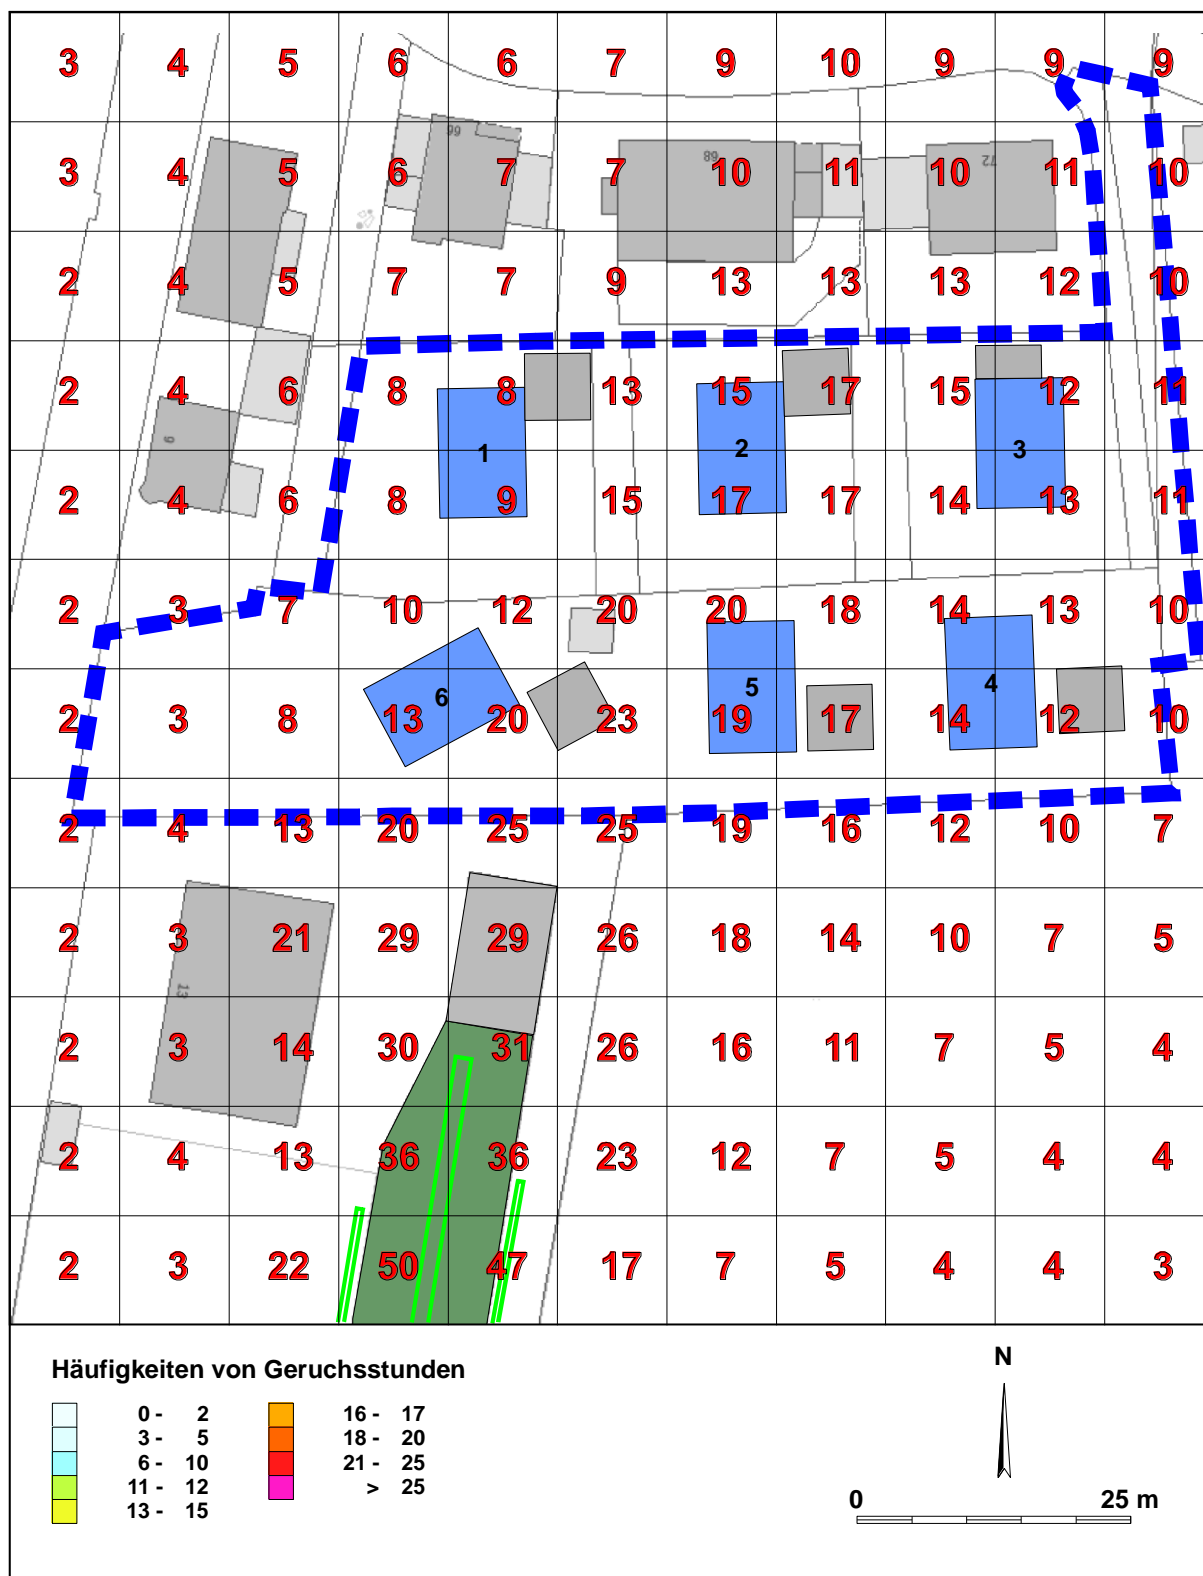 3 4 5 6 6 7 9 10 9 9 9
66 68 72
3 4 5 6 7 7 10 11 10 11 10
2 4 5 7 7 9 13 13 13 12 10
2 4 6 8 8 13 15 17 15 12 11
9 1 2 3
2 4 6 8 9 15 17 17 14 13 11
2 3 7 10 12 20 20 18 14 13 10
6 5 4
2 3 8 13 20 23 19 17 14 12 10
2 4 13 20 25 25 19 16 12 10 7
2 3 21 29 29 26 18 14 10 7 5
13
2 3 14 30 31 26 16 11 7 5 4
2 4 13 36 36 23 12 7 5 4 4
2 3 22 50 47 17 7 5 4 4 3
Häufigkeiten von Geruchsstunden
0 - 2
3 - 5
6 - 10
11 - 12
13 - 15
16 - 17
18 - 20
21 - 25
> 25
N
0 25 m